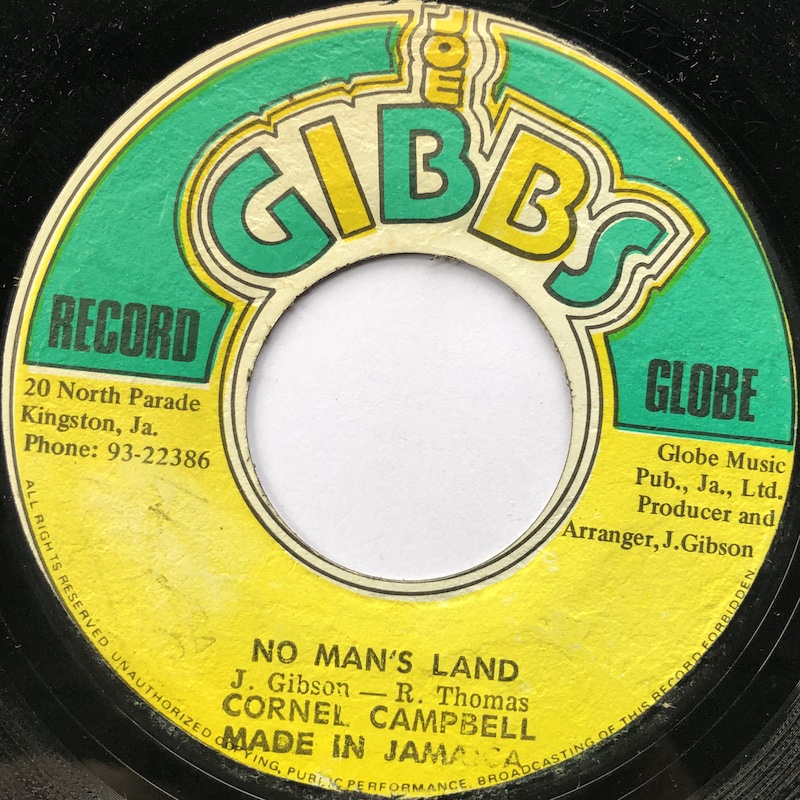 JOE
GIBBS
RECORD
GLOBE
20 North Parade
Kingston, Ja.
Phone: 93-22386
Globe Music
Pub., Ja., Ltd.
Producer and
Arranger, J.Gibson
NO MAN'S LAND
J. Gibson — R. Thomas
CORNEL CAMPBELL
MADE IN JAMAICA
ALL RIGHTS RESERVED UNAUTHORIZED COPYING, PUBLIC PERFORMANCE, BROADCASTING OF THIS RECORD FORBIDDEN